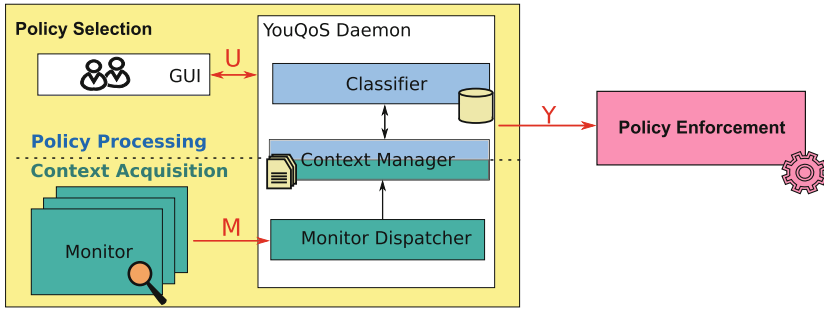 Policy Selection
YouQoS Daemon
GUI
U
Classifier
Y
Policy Enforcement
Policy Processing
Context Manager
Context Acquisition
Monitor
M
Monitor Dispatcher